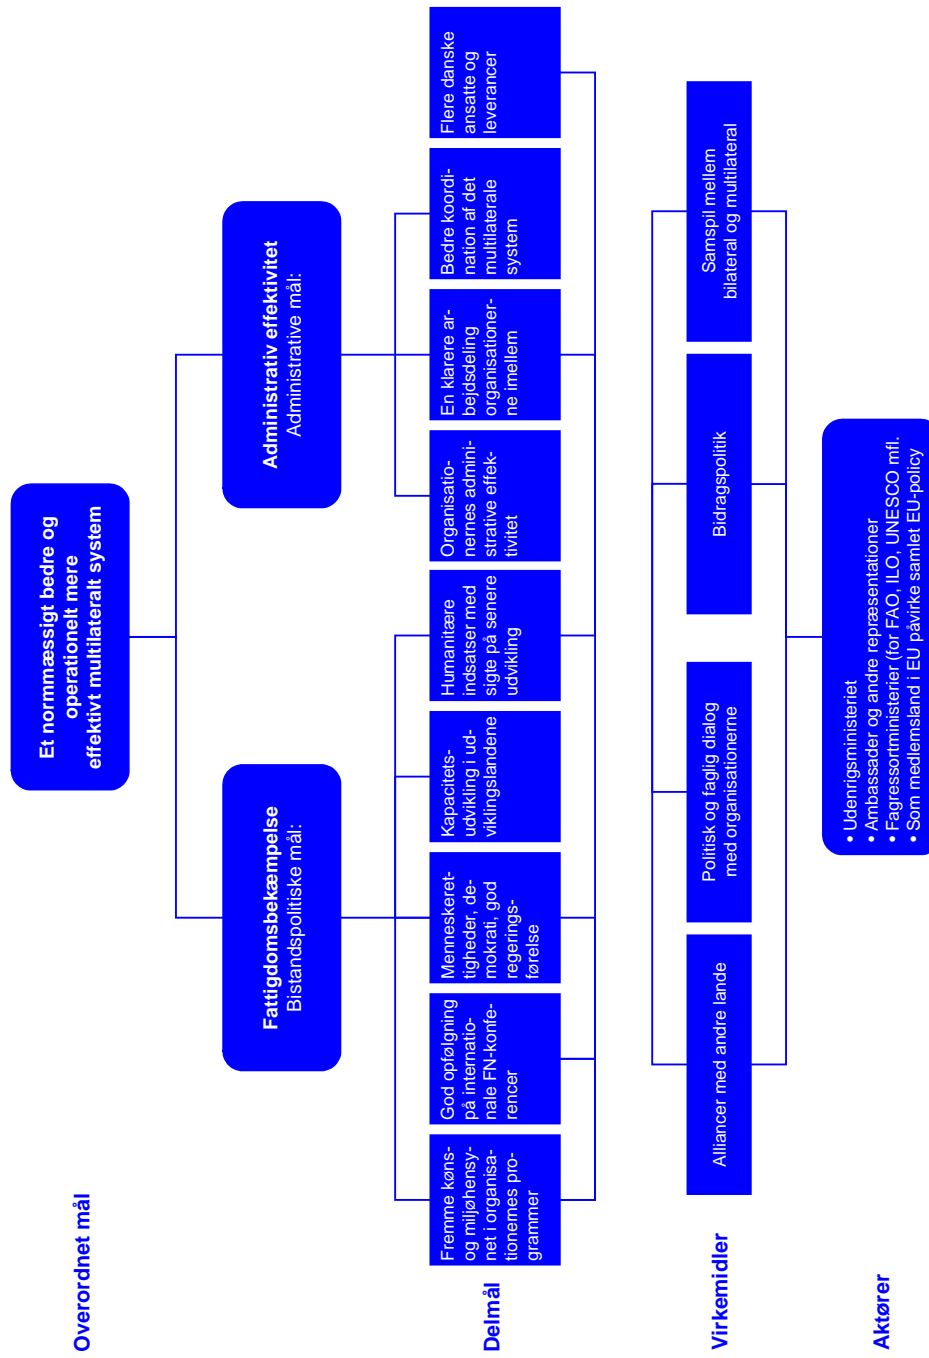 Overordnet mål
Et normmæssigt bedre og
operationelt mere
effektivt multilateralt system
Fattigdomsbekæmpelse
Bistandspolitiske mål:
Administrativ effektivitet
Administrative mål:
Delmål
Fremme køns-
og miljøhensy-
net i organisa-
tionernes pro-
grammer
God opfølgning
på internatio-
nale FN-konfe-
rencer
Menneskeret-
tigheder, de-
mokrati, god
regerings-
førelse
Kapacitets-
udvikling i ud-
viklingslandene
Humanitære
indsatser med
sigte på senere
udvikling
Organisatio-
nernes admini-
strative effek-
tivitet
En klarere ar-
bejdsdeling
organisationer-
ne imellem
Bedre koordi-
nation af det
multilaterale
system
Flere danske
ansatte og
leverancer
Virkemidler
Alliancer med andre lande
Politisk og faglig dialog
med organisationerne
Bidragspolitik
Samspil mellem
bilateral og multilateral
Aktører
• Udenrigsministeriet
• Ambassader og andre repræsentationer
• Fagressortministerier (for FAO, ILO, UNESCO mfl.
• Som medlemsland i EU påvirke samlet EU-policy